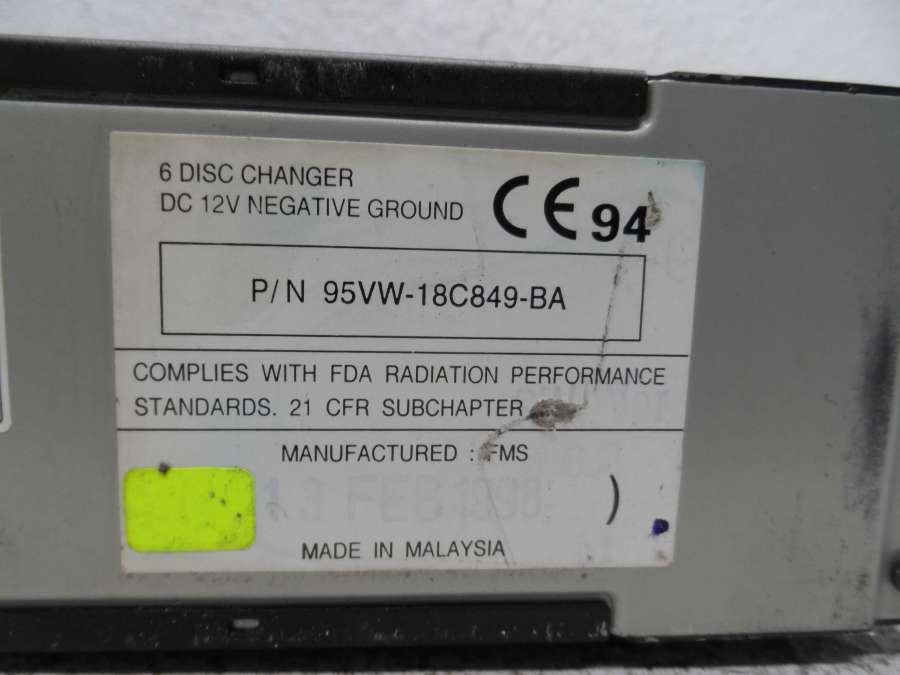 6 DISC CHANGER
DC 12V NEGATIVE GROUND
CE 94
P/N 95VW-18C849-BA
COMPLIES WITH FDA RADIATION PERFORMANCE
STANDARDS. 21 CFR SUBCHAPTER
MANUFACTURED : FMS
FEB 1998
)
MADE IN MALAYSIA